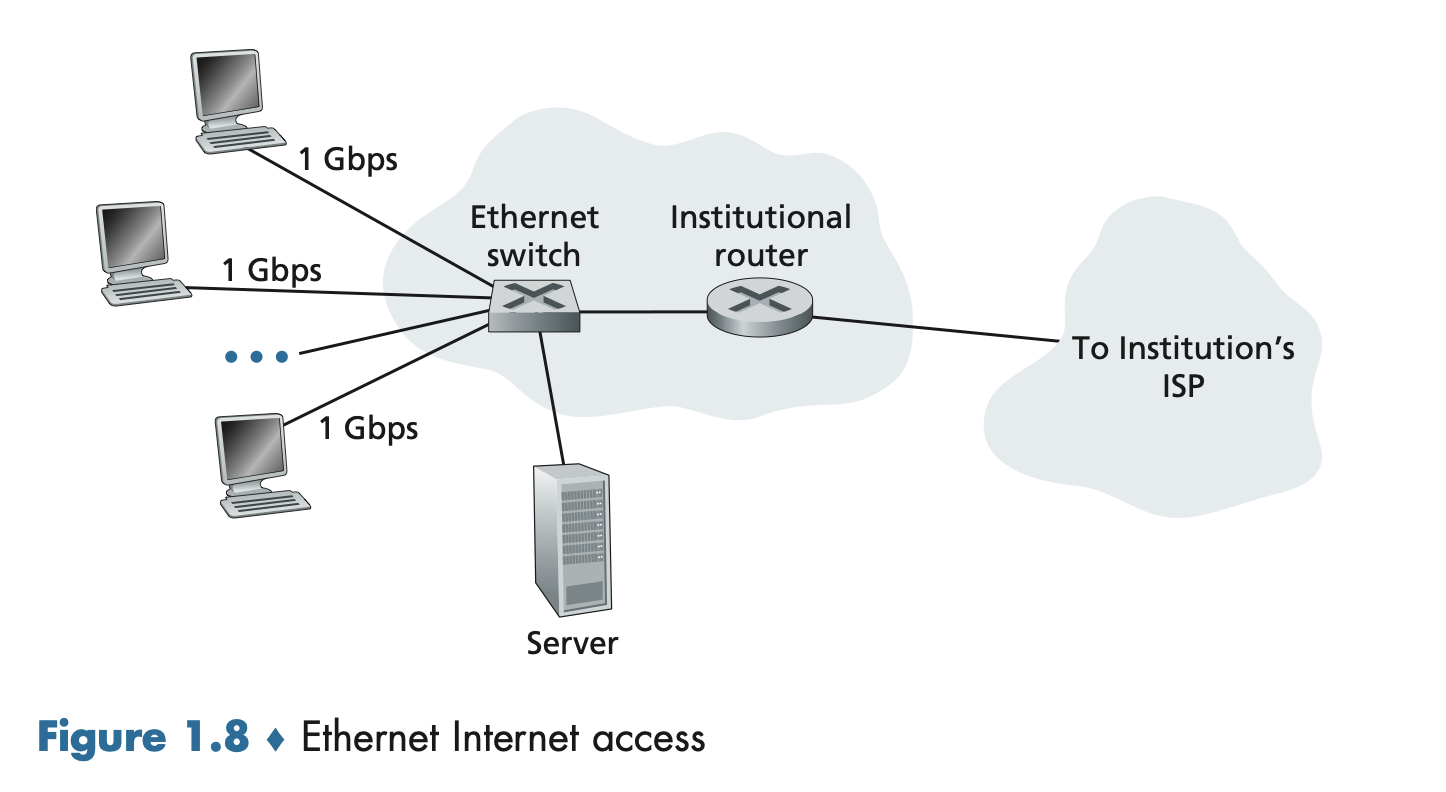 1 Gbps
Ethernet
switch
Institutional
router
1 Gbps
To Institution's
ISP
1 Gbps
Server
Figure 1.8 ♦ Ethernet Internet access